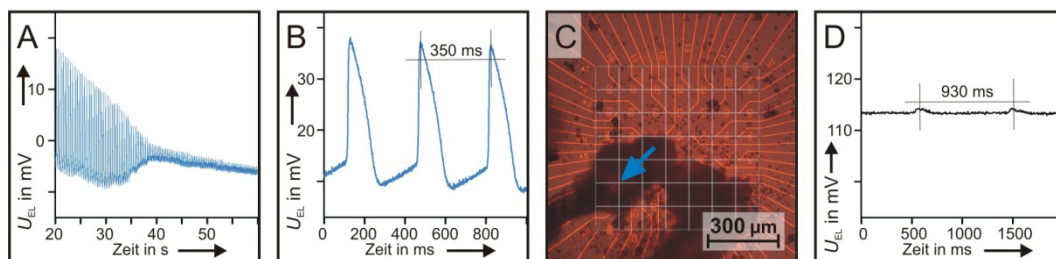 A
U_EL in mV
10
0
20 30 40 50
Zeit in s
B
U_EL in mV
30
20
10
350 ms
0 200 400 600 800
Zeit in ms
C
300 µm
D
U_EL in mV
120
110
930 ms
0 500 1000 1500
Zeit in ms